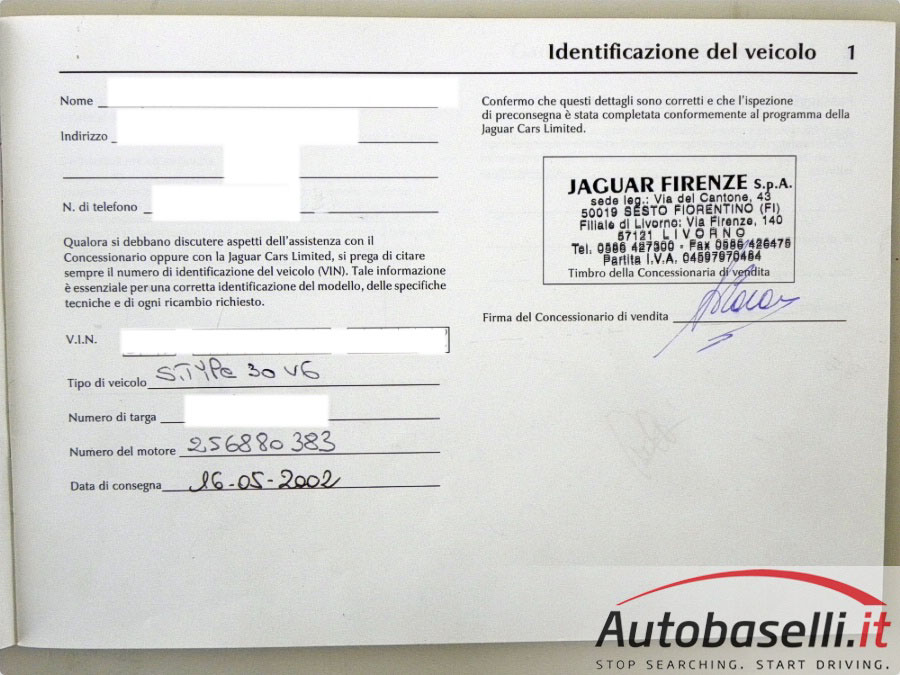 Identificazione del veicolo 1
Nome
Indirizzo
N. di telefono
Qualora si debbano discutere aspetti dell'assistenza con il
Concessionario oppure con la Jaguar Cars Limited, si prega di citare
sempre il numero di identificazione del veicolo (VIN). Tale informazione
è essenziale per una corretta identificazione del modello, delle specifiche
tecniche e di ogni ricambio richiesto.
V.I.N.
Tipo di veicolo S.TYPE 30 V6
Numero di targa
Numero del motore 256880383
Data di consegna 16-05-2002
Confermo che questi dettagli sono corretti e che l'ispezione
di preconsegna è stata completata conformemente al programma della
Jaguar Cars Limited.
JAGUAR FIRENZE S.p.A.
sede leg.: Via del Cantone, 43
50019 SESTO FIORENTINO (FI)
Filiale di Livorno: Via Firenze, 140
57121 LIVORNO
Tel. 0586 427300 - Fax 0586 426475
Partita I.V.A. 04597970484
Timbro della Concessionaria di vendita
Firma del Concessionario di vendita
Autobaselli.it
STOP SEARCHING. START DRIVING.